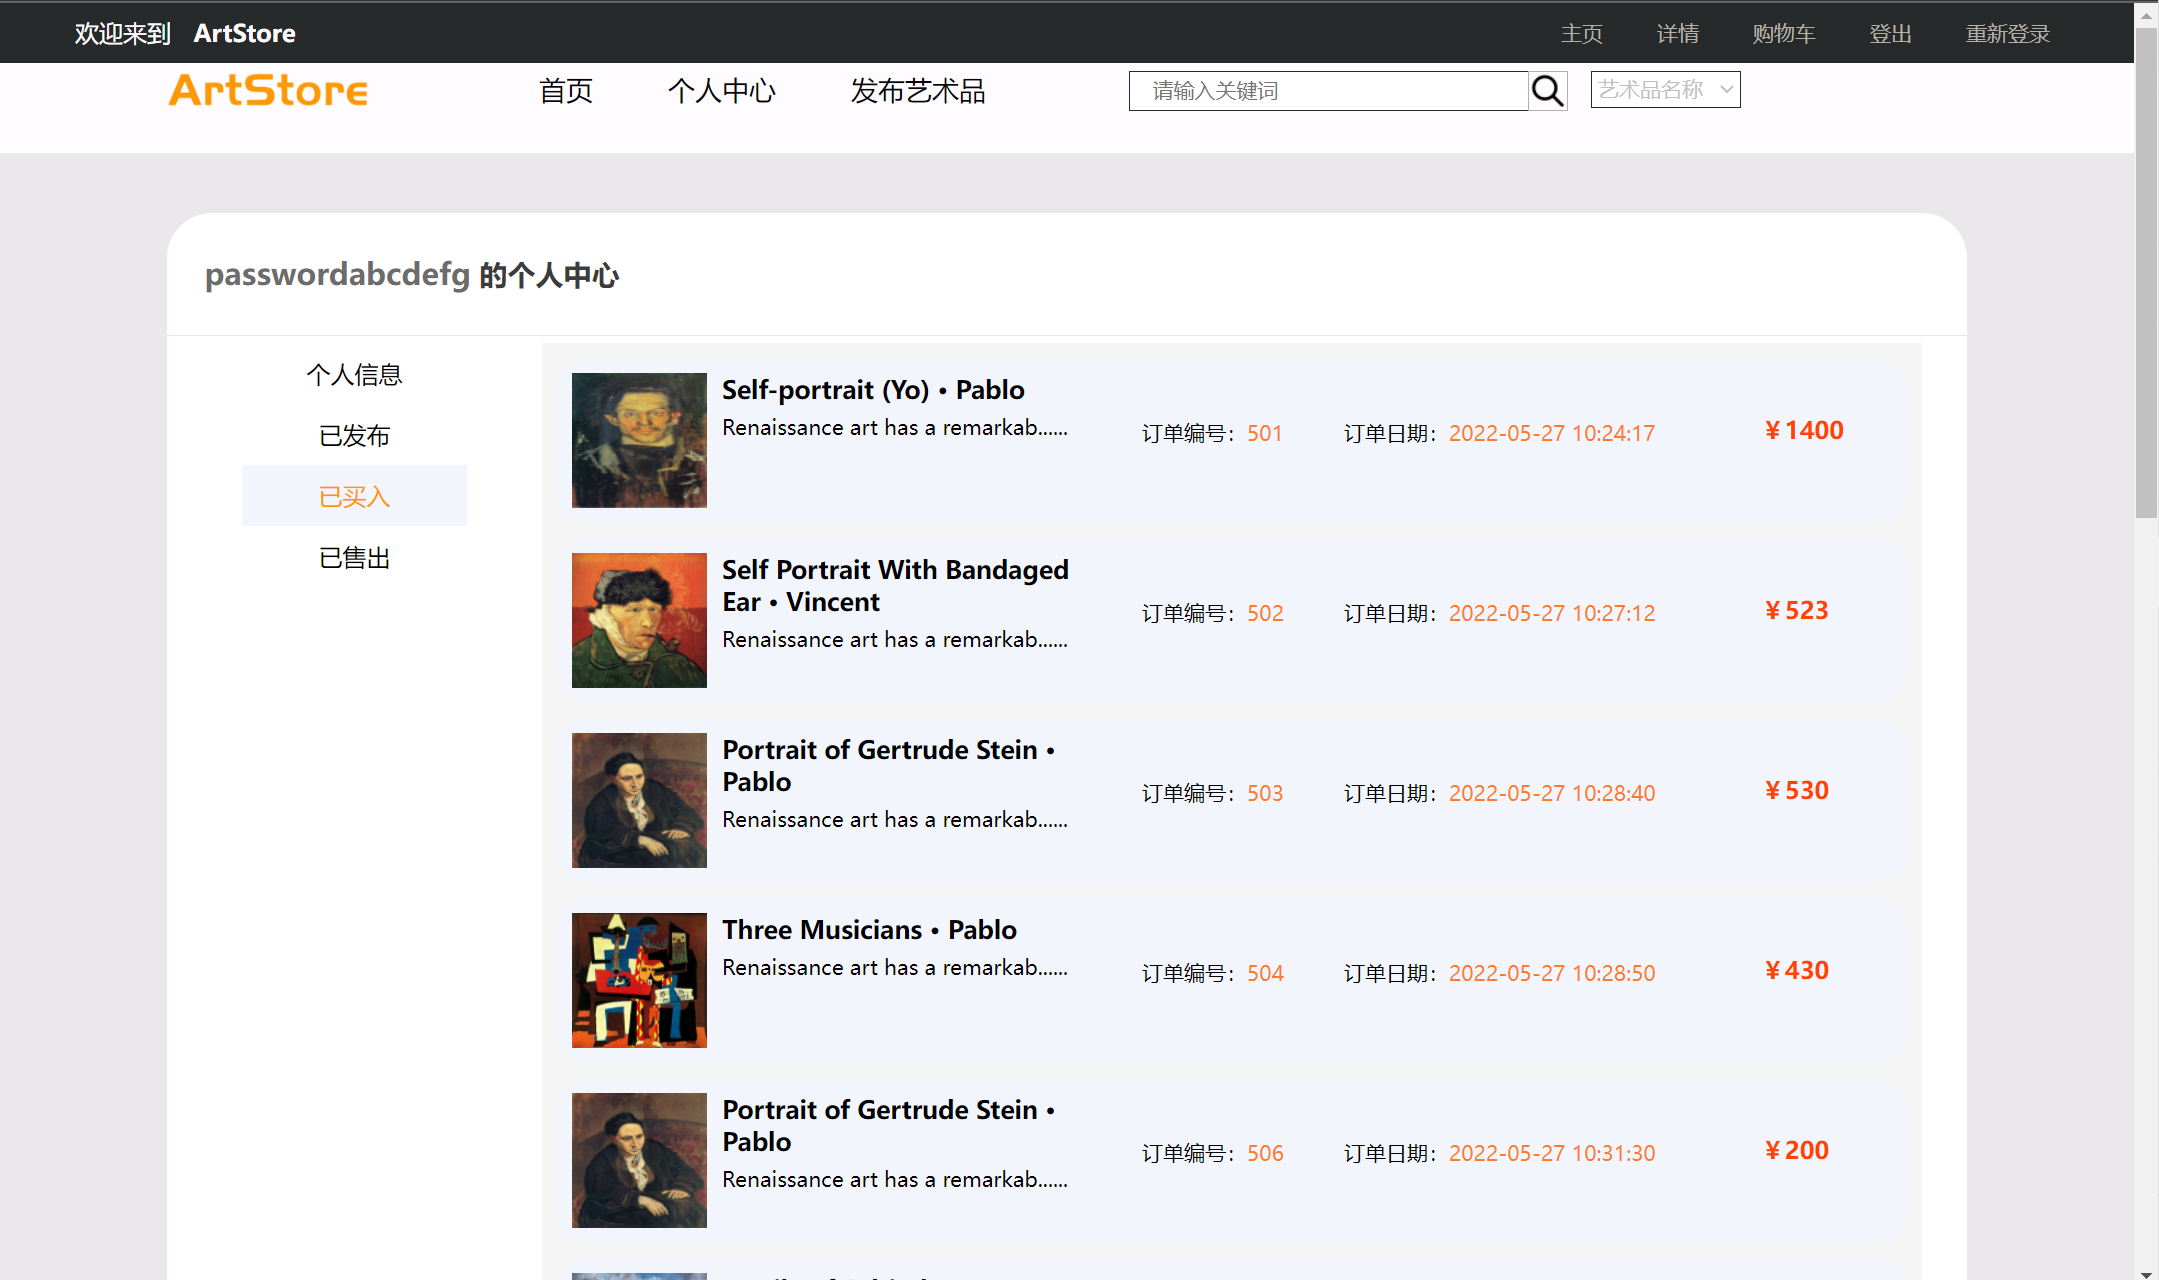 欢迎来到 ArtStore 主页 详情 购物车 登出 重新登录
ArtStore 首页 个人中心 发布艺术品 请输入关键词 艺术品名称
passwordabcdefg 的个人中心
个人信息
已发布
已买入
已售出
Self-portrait (Yo) • Pablo
Renaissance art has a remarkab......
订单编号：501 订单日期：2022-05-27 10:24:17 ¥1400
Self Portrait With Bandaged
Ear • Vincent
Renaissance art has a remarkab......
订单编号：502 订单日期：2022-05-27 10:27:12 ¥523
Portrait of Gertrude Stein •
Pablo
Renaissance art has a remarkab......
订单编号：503 订单日期：2022-05-27 10:28:40 ¥530
Three Musicians • Pablo
Renaissance art has a remarkab......
订单编号：504 订单日期：2022-05-27 10:28:50 ¥430
Portrait of Gertrude Stein •
Pablo
Renaissance art has a remarkab......
订单编号：506 订单日期：2022-05-27 10:31:30 ¥200